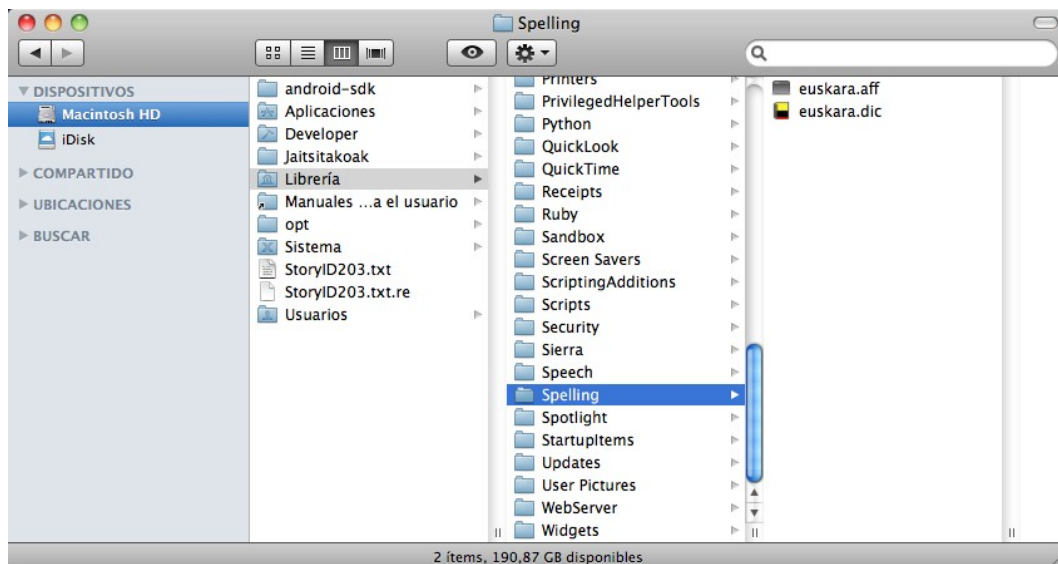 Spelling
DISPOSITIVOS
Macintosh HD
iDisk
COMPARTIDO
UBICACIONES
BUSCAR
android-sdk
Aplicaciones
Developer
Jaitsitakoak
Librería
Manuales ...a el usuario
opt
Sistema
StoryID203.txt
StoryID203.txt.re
Usuarios
Printers
PrivilegedHelperTools
Python
QuickLook
QuickTime
Receipts
Ruby
Sandbox
Screen Savers
ScriptingAdditions
Scripts
Security
Sierra
Speech
Spelling
Spotlight
StartupItems
Updates
User Pictures
WebServer
Widgets
euskara.aff
euskara.dic
2 ítems, 190,87 GB disponibles